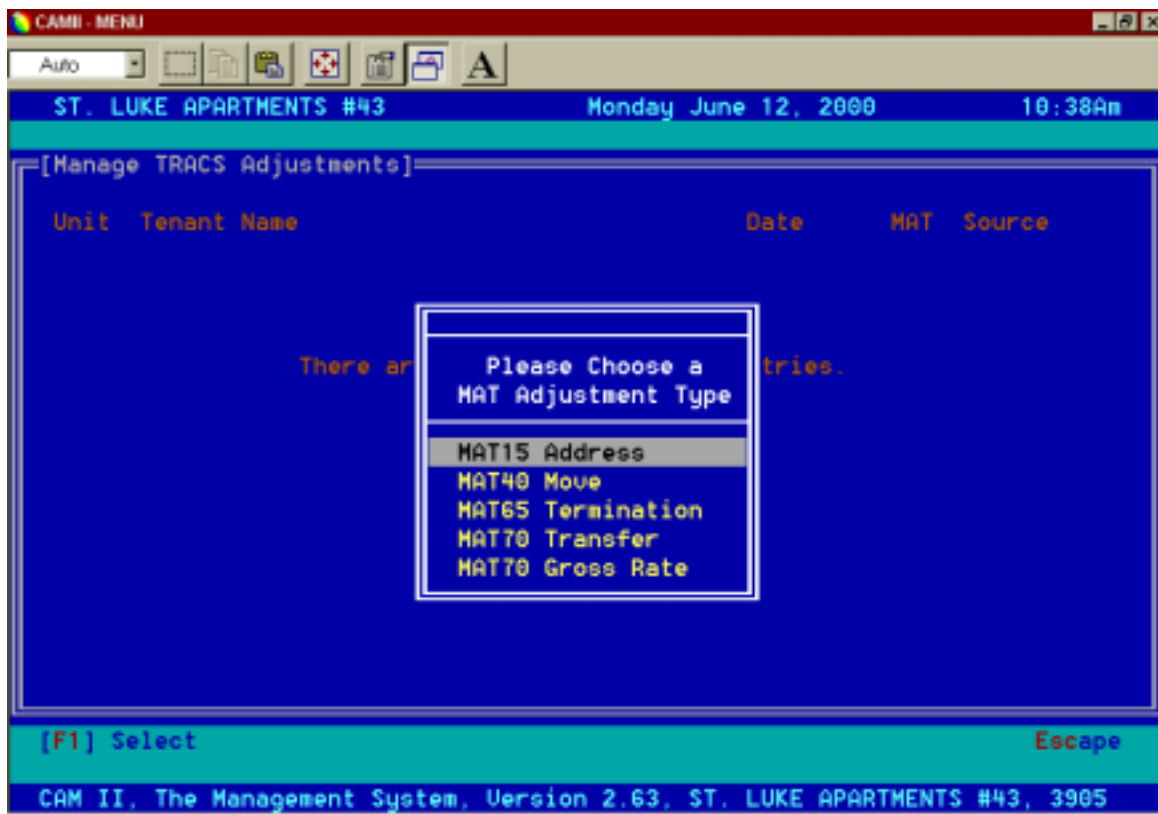 CAMII - MENU
Auto
A
ST. LUKE APARTMENTS #43 Monday June 12, 2000 10:38Am
[Manage TRACS Adjustments]
Unit Tenant Name Date MAT Source
There ar tries.
Please Choose a
MAT Adjustment Type
MAT15 Address
MAT40 Move
MAT65 Termination
MAT70 Transfer
MAT70 Gross Rate
[F1] Select Escape
CAM II, The Management System, Version 2.63, ST. LUKE APARTMENTS #43, 3905